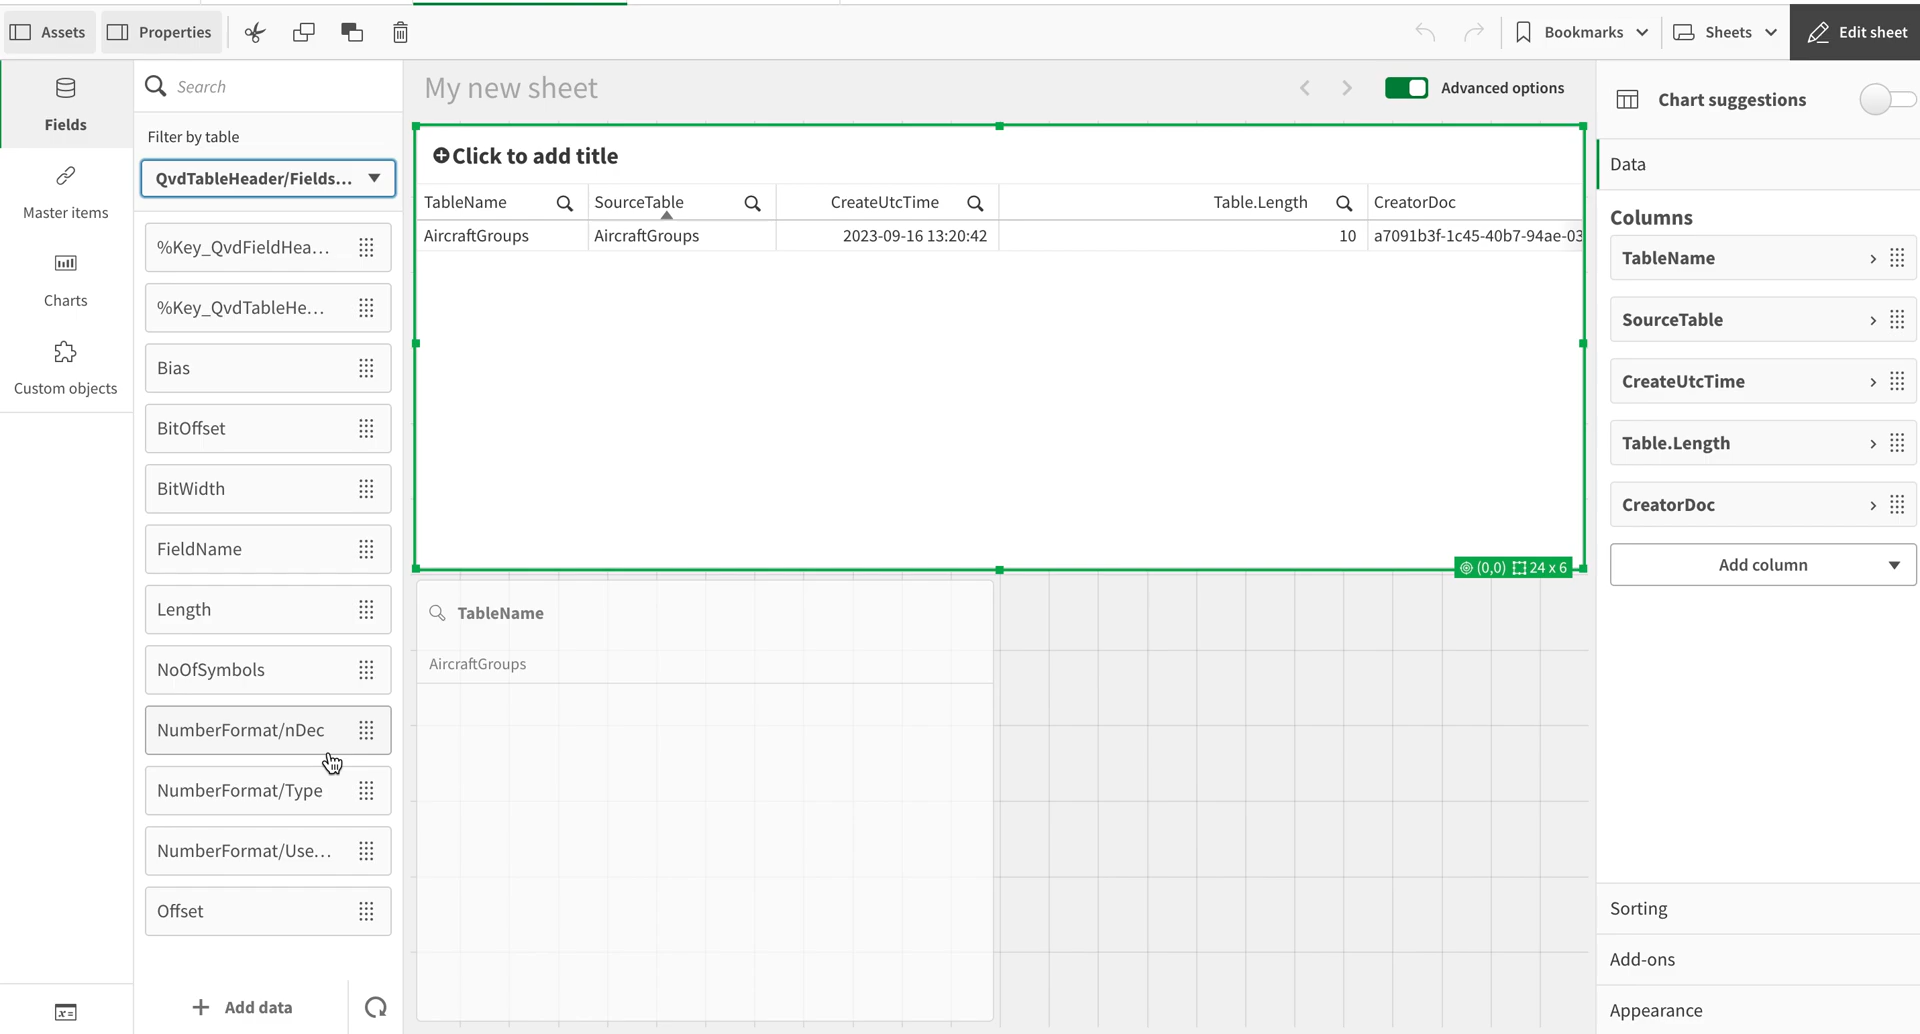 Assets
Properties
Bookmarks
Sheets
Edit sheet
Fields
Master items
Charts
Custom objects
Search
Filter by table
QvdTableHeader/Fields...
%Key_QvdFieldHea...
%Key_QvdTableHe...
Bias
BitOffset
BitWidth
FieldName
Length
NoOfSymbols
NumberFormat/nDec
NumberFormat/Type
NumberFormat/Use...
Offset
Add data
My new sheet
Advanced options
Click to add title
TableName SourceTable CreateUtcTime Table.Length CreatorDoc
AircraftGroups AircraftGroups 2023-09-16 13:20:42 10 a7091b3f-1c45-40b7-94ae-03
(0,0) 24 x 6
TableName
AircraftGroups
Chart suggestions
Data
Columns
TableName
SourceTable
CreateUtcTime
Table.Length
CreatorDoc
Add column
Sorting
Add-ons
Appearance